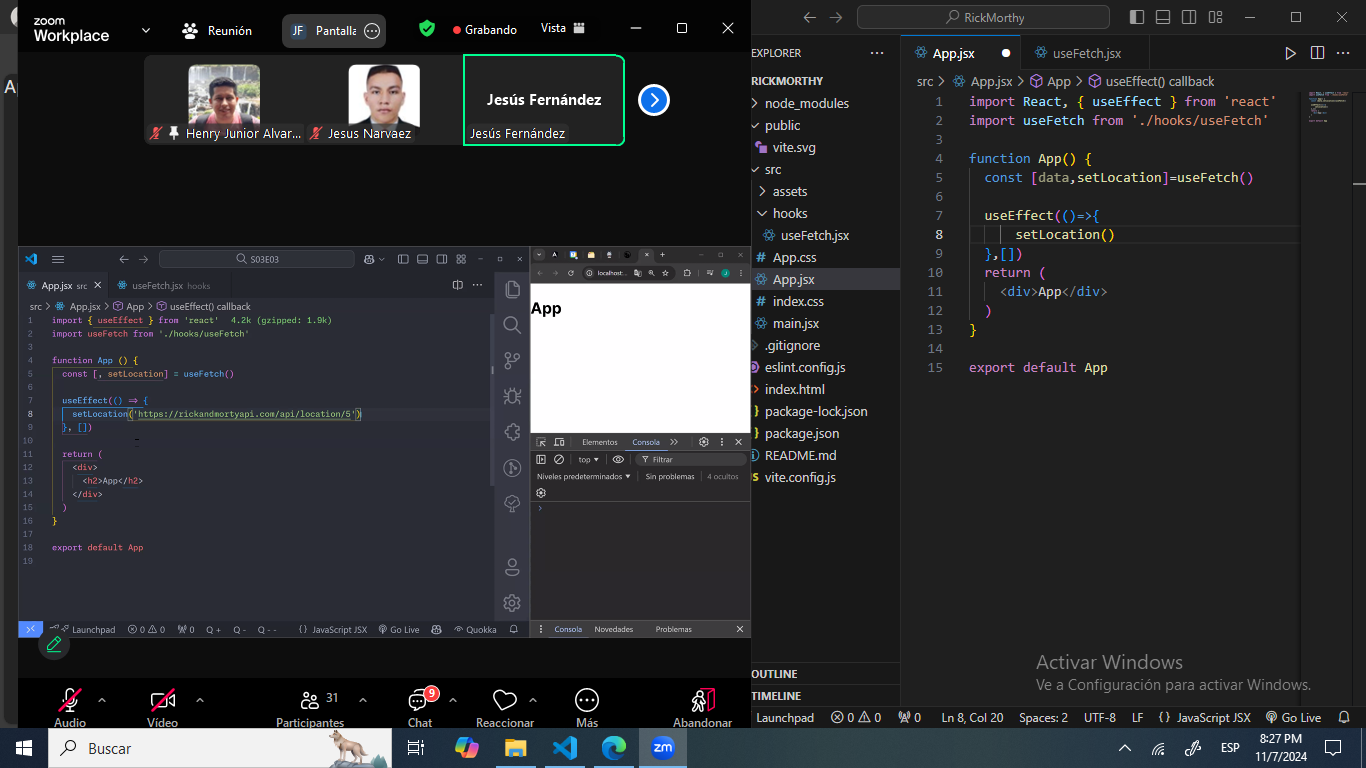 zoom
Workplace
Reunión
JF Pantalla
Grabando
Vista
Henry Junior Alvar...
Jesus Narvaez
Jesús Fernández
Jesús Fernández
S03E03
App.jsx src
useFetch.jsx hooks
src > App.jsx > App > useEffect() callback
1 import { useEffect } from 'react' 4.2k (gzipped: 1.9k)
2 import useFetch from './hooks/useFetch'
3
4 function App () {
5 const [, setLocation] = useFetch()
6
7 useEffect(() => {
8 setLocation('https://rickandmortyapi.com/api/location/5')
9 }, [])
10
11 return (
12 <div>
13 <h2>App</h2>
14 </div>
15 )
16 }
17
18 export default App
19
Launchpad 0 0 0 Q + Q - Q - - { } JavaScript JSX Go Live Quokka
localhost:...
App
Elementos Consola
top Filtrar
Niveles predeterminados Sin problemas 4 ocultos
Consola Novedades Problemas
Audio
Vídeo
31
Participantes
9
Chat
Reaccionar
Más
Abandonar
RickMorthy
EXPLORER
RICKMORTHY
node_modules
public
vite.svg
src
assets
hooks
useFetch.jsx
App.css
App.jsx
index.css
main.jsx
.gitignore
eslint.config.js
index.html
package-lock.json
package.json
README.md
vite.config.js
OUTLINE
TIMELINE
App.jsx
useFetch.jsx
src > App.jsx > App > useEffect() callback
1 import React, { useEffect } from 'react'
2 import useFetch from './hooks/useFetch'
3
4 function App() {
5 const [data,setLocation]=useFetch()
6
7 useEffect(()=>{
8 setLocation()
9 },[])
10 return (
11 <div>App</div>
12 )
13 }
14
15 export default App
Activar Windows
Ve a Configuración para activar Windows.
Launchpad 0 0 0 Ln 8, Col 20 Spaces: 2 UTF-8 LF { } JavaScript JSX Go Live
Buscar
zm
ESP
8:27 PM
11/7/2024